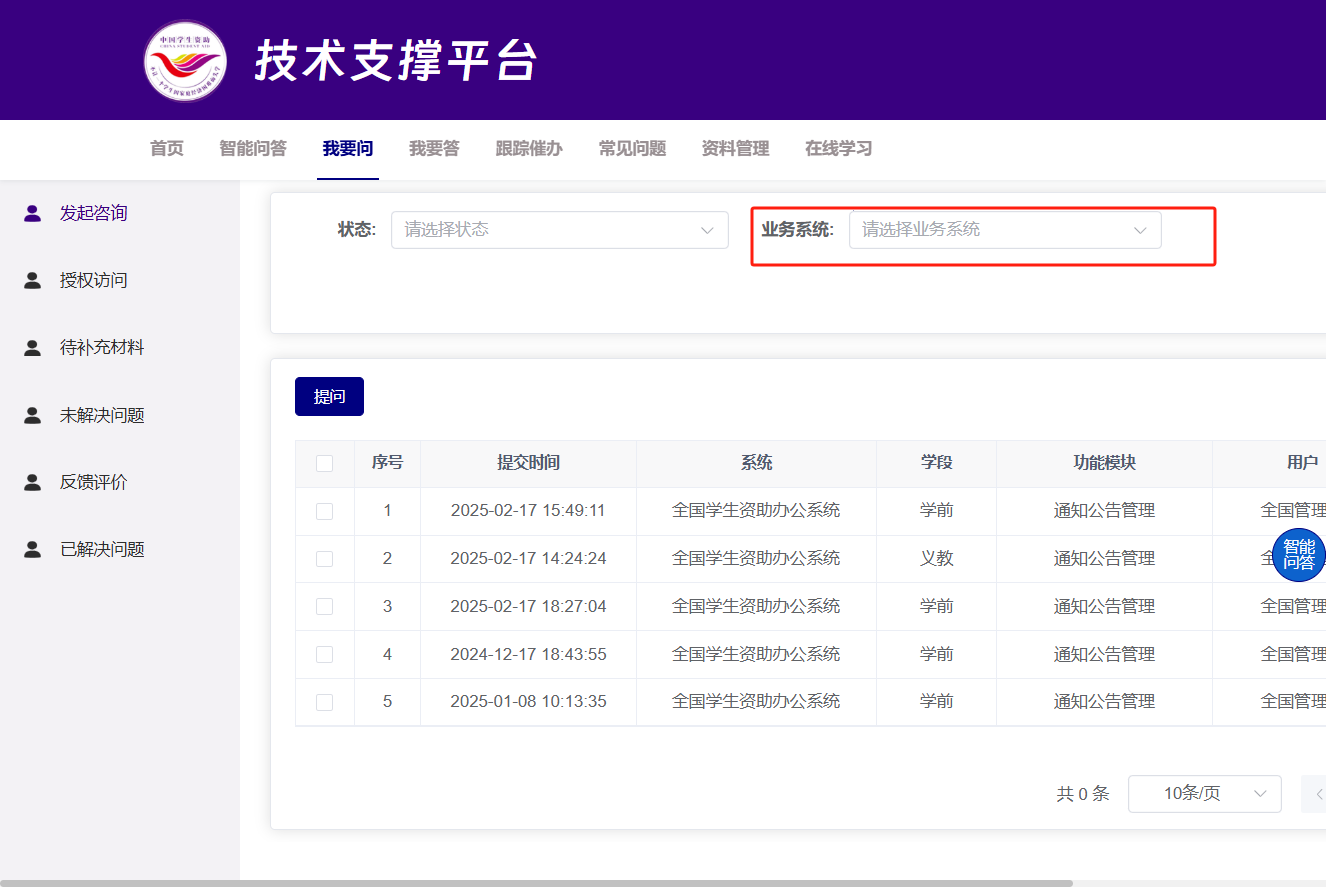 中国学生资助
CHINA STUDENT AID
技术支撑平台
首页 智能问答 我要问 我要答 跟踪催办 常见问题 资料管理 在线学习
发起咨询
授权访问
待补充材料
未解决问题
反馈评价
已解决问题
状态: 请选择状态 业务系统: 请选择业务系统
提问
序号 提交时间 系统 学段 功能模块 用户
1 2025-02-17 15:49:11 全国学生资助办公系统 学前 通知公告管理 全国管理
2 2025-02-17 14:24:24 全国学生资助办公系统 义教 通知公告管理 全
智能
问答
3 2025-02-17 18:27:04 全国学生资助办公系统 学前 通知公告管理 全国管理
4 2024-12-17 18:43:55 全国学生资助办公系统 学前 通知公告管理 全国管理
5 2025-01-08 10:13:35 全国学生资助办公系统 学前 通知公告管理 全国管理
共 0 条 10条/页